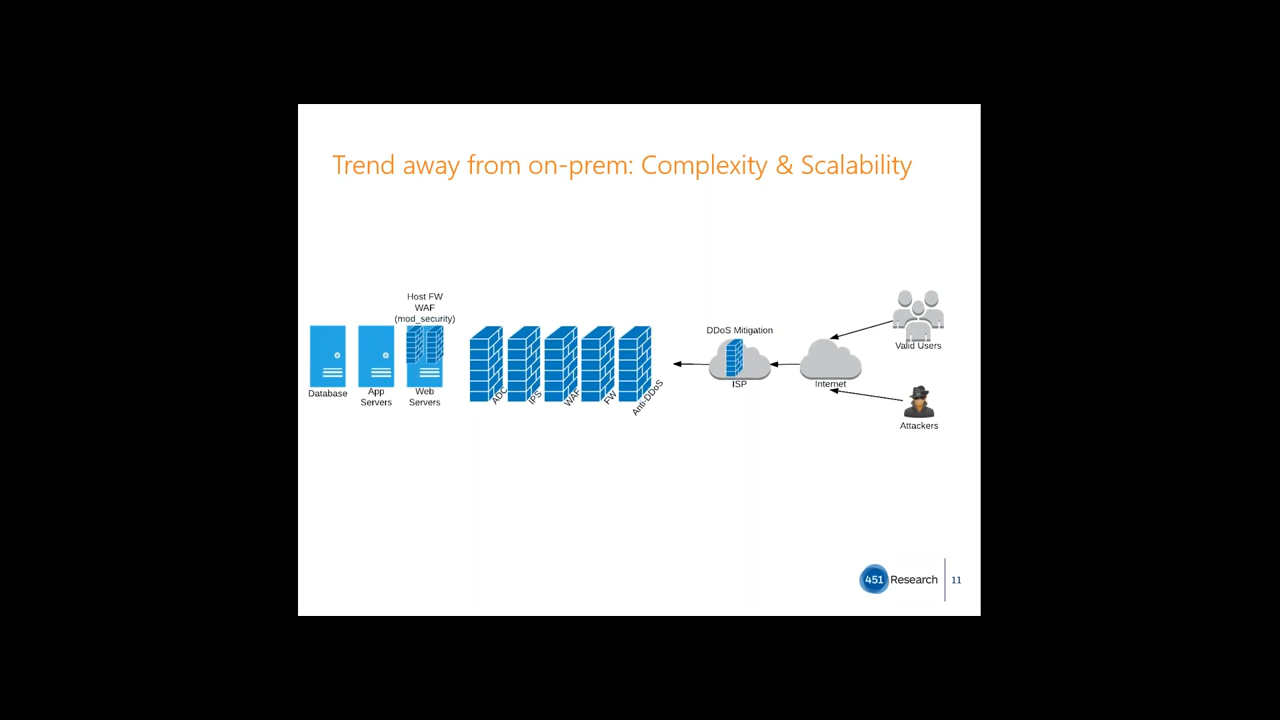 Trend away from on-prem: Complexity & Scalability
Host FW
WAF
(mod_security)
Database
App
Servers
Web
Servers
ADC
IPS
WAF
FW
Anti-DDoS
DDoS Mitigation
ISP
Internet
Valid Users
Attackers
451 Research
11